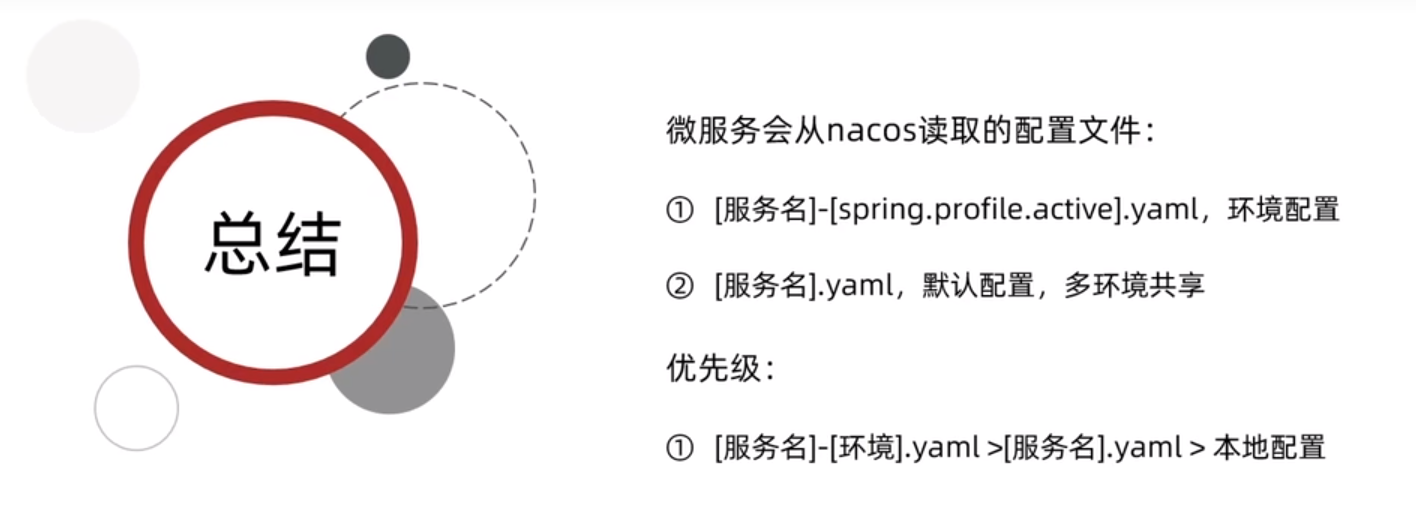 总结
微服务会从nacos读取的配置文件：
① [服务名]-[spring.profile.active].yaml，环境配置
② [服务名].yaml，默认配置，多环境共享
优先级：
① [服务名]-[环境].yaml >[服务名].yaml > 本地配置